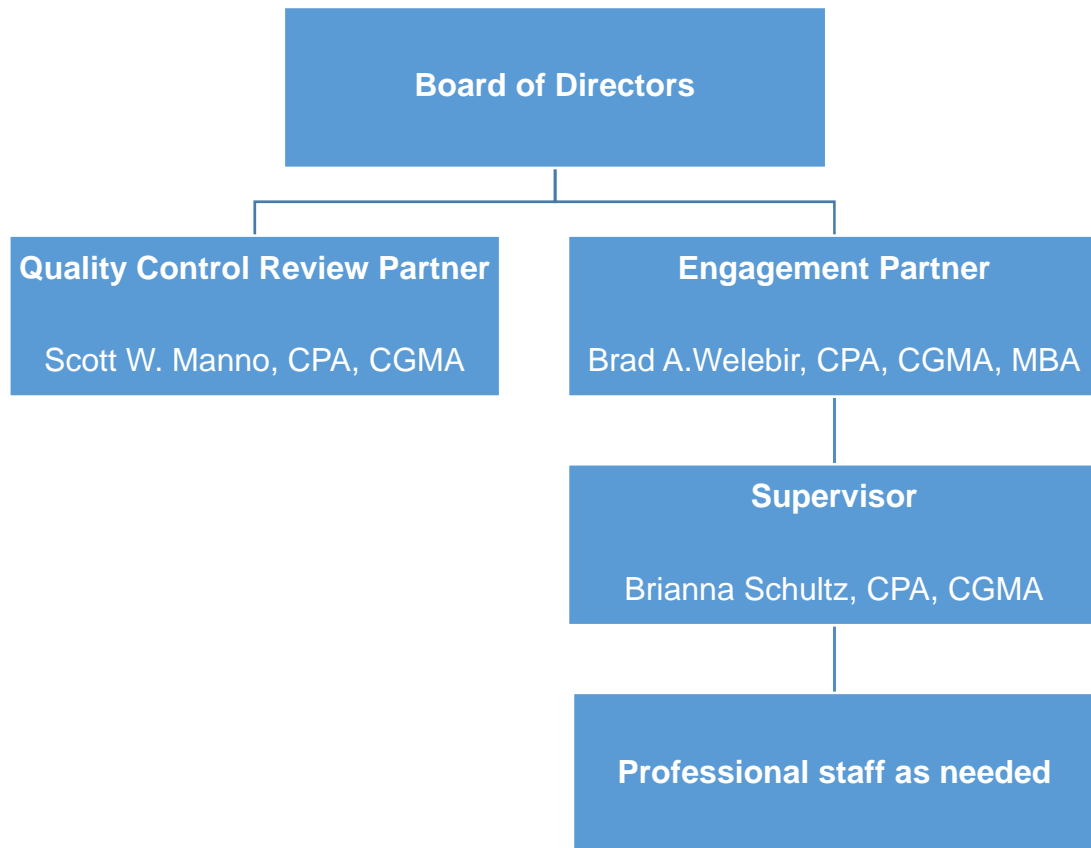 Board of Directors
Quality Control Review Partner
Scott W. Manno, CPA, CGMA
Engagement Partner
Brad A.Welebir, CPA, CGMA, MBA
Supervisor
Brianna Schultz, CPA, CGMA
Professional staff as needed